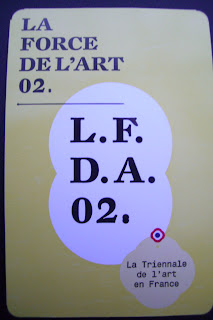 LA
FORCE
DE L'ART
02.
L.F.
D.A.
02.
La Triennale
de l'art
en France